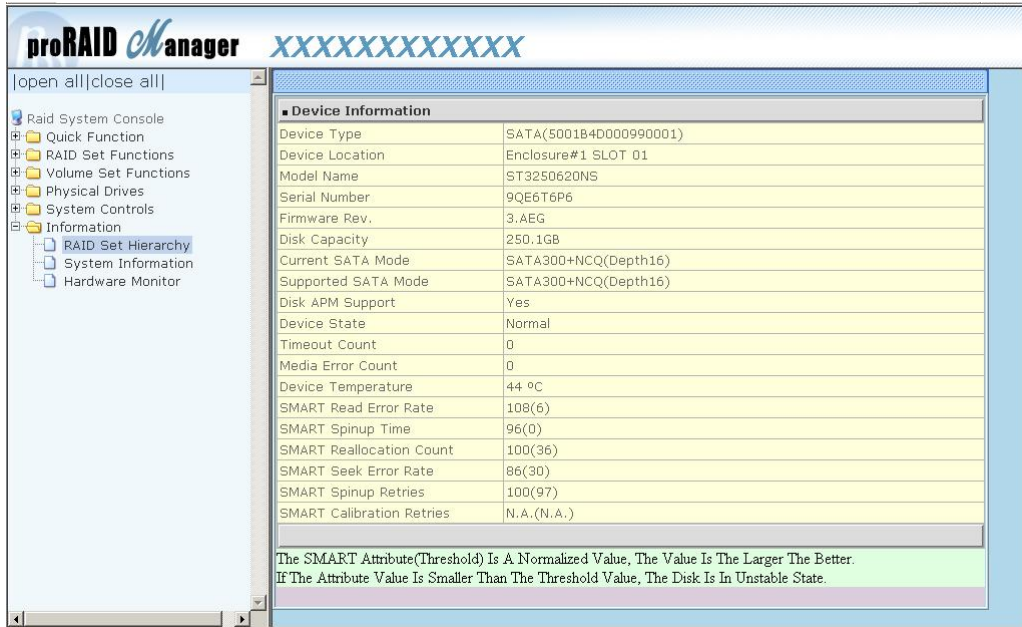 proRAID Manager XXXXXXXXXXXX
|open all|close all|
Raid System Console
Quick Function
RAID Set Functions
Volume Set Functions
Physical Drives
System Controls
Information
RAID Set Hierarchy
System Information
Hardware Monitor
Device Information
Device Type SATA(5001B4D000990001)
Device Location Enclosure#1 SLOT 01
Model Name ST3250620NS
Serial Number 9QE6T6P6
Firmware Rev. 3.AEG
Disk Capacity 250.1GB
Current SATA Mode SATA300+NCQ(Depth16)
Supported SATA Mode SATA300+NCQ(Depth16)
Disk APM Support Yes
Device State Normal
Timeout Count 0
Media Error Count 0
Device Temperature 44 ºC
SMART Read Error Rate 108(6)
SMART Spinup Time 96(0)
SMART Reallocation Count 100(36)
SMART Seek Error Rate 86(30)
SMART Spinup Retries 100(97)
SMART Calibration Retries N.A.(N.A.)
The SMART Attribute(Threshold) Is A Normalized Value, The Value Is The Larger The Better.
If The Attribute Value Is Smaller Than The Threshold Value, The Disk Is In Unstable State.